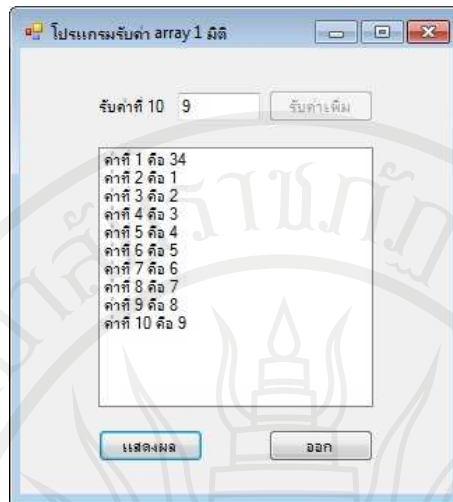 โปรแกรมรับค่า array 1 มิติ
รับค่าที่ 10 9 รับค่าเพิ่ม
ค่าที่ 1 คือ 34
ค่าที่ 2 คือ 1
ค่าที่ 3 คือ 2
ค่าที่ 4 คือ 3
ค่าที่ 5 คือ 4
ค่าที่ 6 คือ 5
ค่าที่ 7 คือ 6
ค่าที่ 8 คือ 7
ค่าที่ 9 คือ 8
ค่าที่ 10 คือ 9
แสดงผล ออก